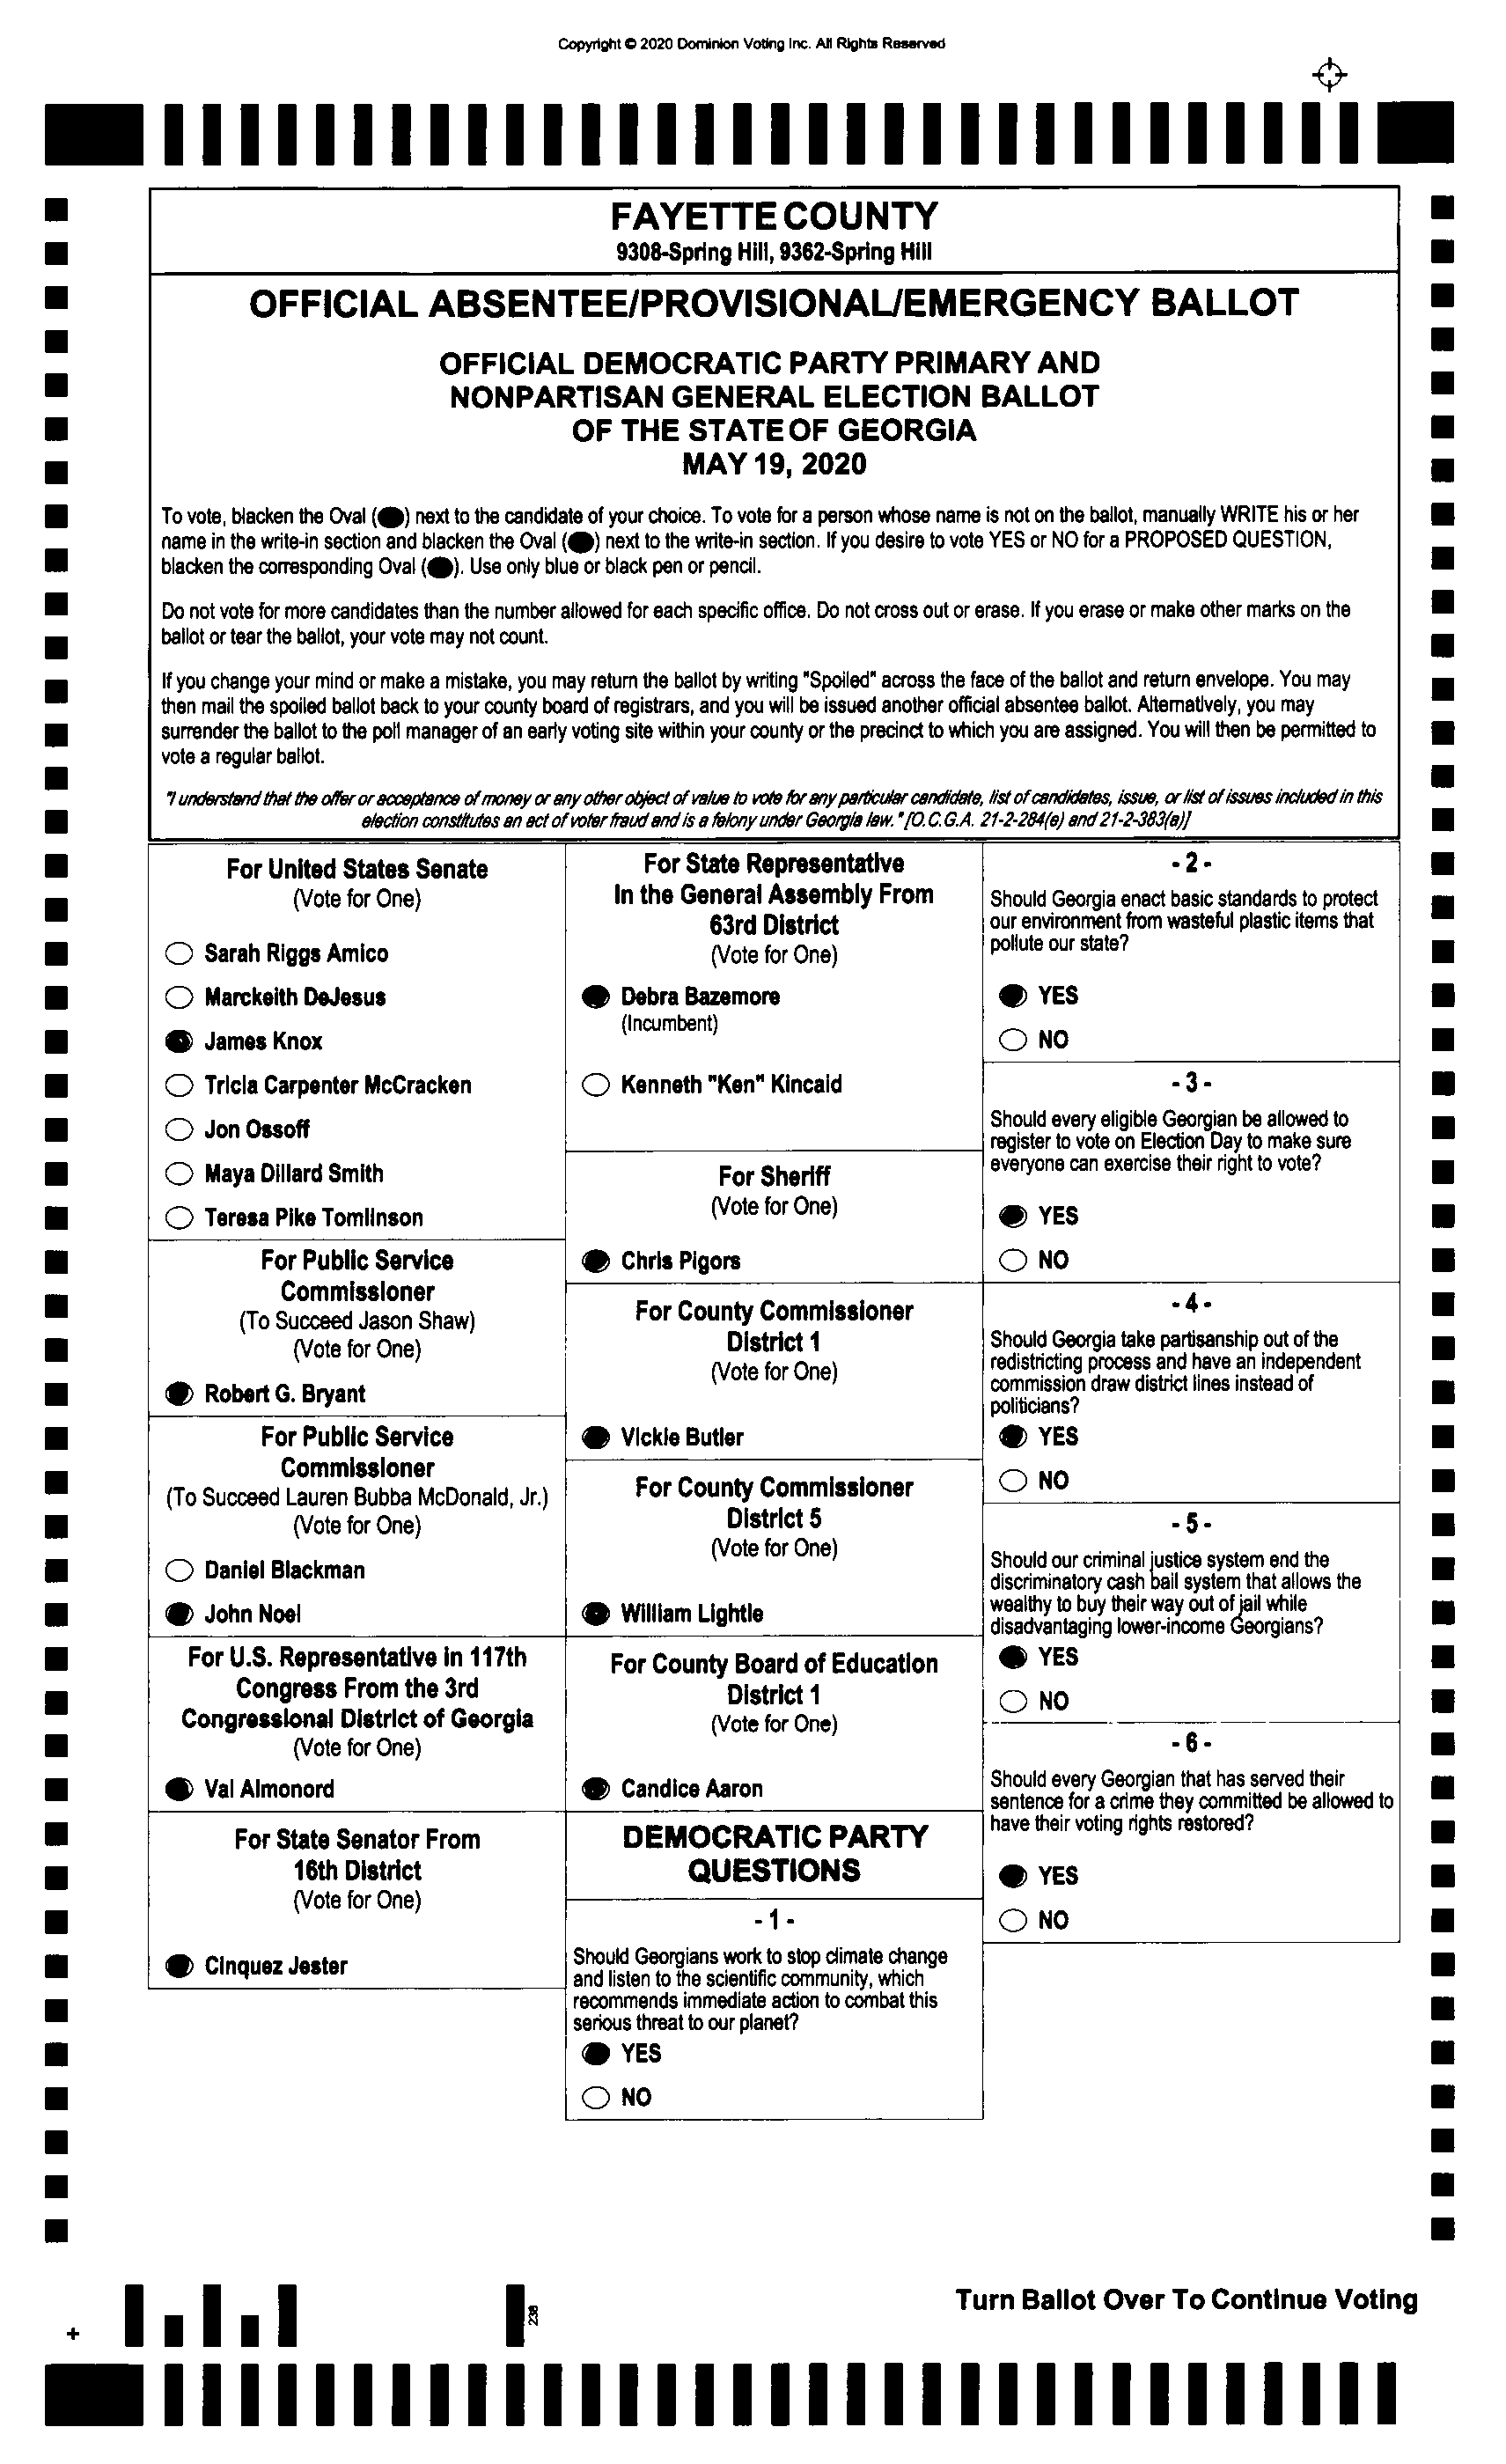 Copyright © 2020 Dominion Voting Inc. All Rights Reserved
FAYETTE COUNTY
9308-Spring Hill, 9362-Spring Hill
OFFICIAL ABSENTEE/PROVISIONAL/EMERGENCY BALLOT
OFFICIAL DEMOCRATIC PARTY PRIMARY AND
NONPARTISAN GENERAL ELECTION BALLOT
OF THE STATE OF GEORGIA
MAY 19, 2020
To vote, blacken the Oval (⬤) next to the candidate of your choice. To vote for a person whose name is not on the ballot, manually WRITE his or her
name in the write-in section and blacken the Oval (⬤) next to the write-in section. If you desire to vote YES or NO for a PROPOSED QUESTION,
blacken the corresponding Oval (⬤). Use only blue or black pen or pencil.
Do not vote for more candidates than the number allowed for each specific office. Do not cross out or erase. If you erase or make other marks on the
ballot or tear the ballot, your vote may not count.
If you change your mind or make a mistake, you may return the ballot by writing "Spoiled" across the face of the ballot and return envelope. You may
then mail the spoiled ballot back to your county board of registrars, and you will be issued another official absentee ballot. Alternatively, you may
surrender the ballot to the poll manager of an early voting site within your county or the precinct to which you are assigned. You will then be permitted to
vote a regular ballot.
"I understand that the offer or acceptance of money or any other object of value to vote for any particular candidate, list of candidates, issue, or list of issues included in this
election constitutes an act of voter fraud and is a felony under Georgia law." [O.C.G.A. 21-2-284(e) and 21-2-383(a)]
For United States Senate
(Vote for One)
Sarah Riggs Amico
Marckeith DeJesus
James Knox
Tricia Carpenter McCracken
Jon Ossoff
Maya Dillard Smith
Teresa Pike Tomlinson
For Public Service
Commissioner
(To Succeed Jason Shaw)
(Vote for One)
Robert G. Bryant
For Public Service
Commissioner
(To Succeed Lauren Bubba McDonald, Jr.)
(Vote for One)
Daniel Blackman
John Noel
For U.S. Representative in 117th
Congress From the 3rd
Congressional District of Georgia
(Vote for One)
Val Almonord
For State Senator From
16th District
(Vote for One)
Cinquez Jester
For State Representative
In the General Assembly From
63rd District
(Vote for One)
Debra Bazemore
(Incumbent)
Kenneth "Ken" Kincaid
For Sheriff
(Vote for One)
Chris Pigors
For County Commissioner
District 1
(Vote for One)
Vickie Butler
For County Commissioner
District 5
(Vote for One)
William Lightle
For County Board of Education
District 1
(Vote for One)
Candice Aaron
DEMOCRATIC PARTY
QUESTIONS
- 1 -
Should Georgians work to stop climate change
and listen to the scientific community, which
recommends immediate action to combat this
serious threat to our planet?
YES
NO
- 2 -
Should Georgia enact basic standards to protect
our environment from wasteful plastic items that
pollute our state?
YES
NO
- 3 -
Should every eligible Georgian be allowed to
register to vote on Election Day to make sure
everyone can exercise their right to vote?
YES
NO
- 4 -
Should Georgia take partisanship out of the
redistricting process and have an independent
commission draw district lines instead of
politicians?
YES
NO
- 5 -
Should our criminal justice system end the
discriminatory cash bail system that allows the
wealthy to buy their way out of jail while
disadvantaging lower-income Georgians?
YES
NO
- 6 -
Should every Georgian that has served their
sentence for a crime they committed be allowed to
have their voting rights restored?
YES
NO
Turn Ballot Over To Continue Voting
238
+